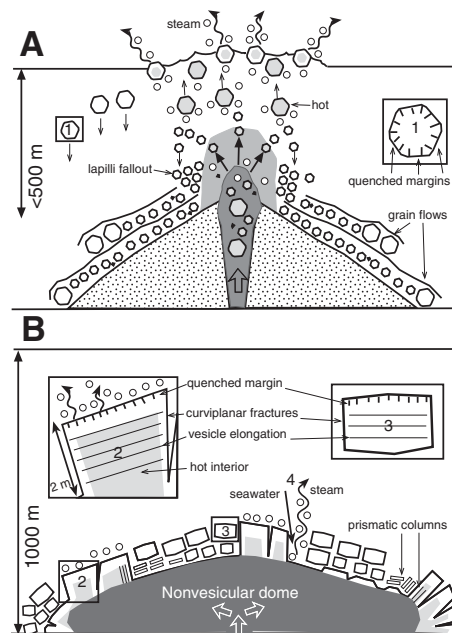 A
steam
hot
1
1
<500 m
lapilli fallout
quenched margins
grain flows
B
quenched margin
curviplanar fractures
vesicle elongation
hot interior
2
2 m
3
1000 m
4
seawater
steam
prismatic columns
3
2
Nonvesicular dome